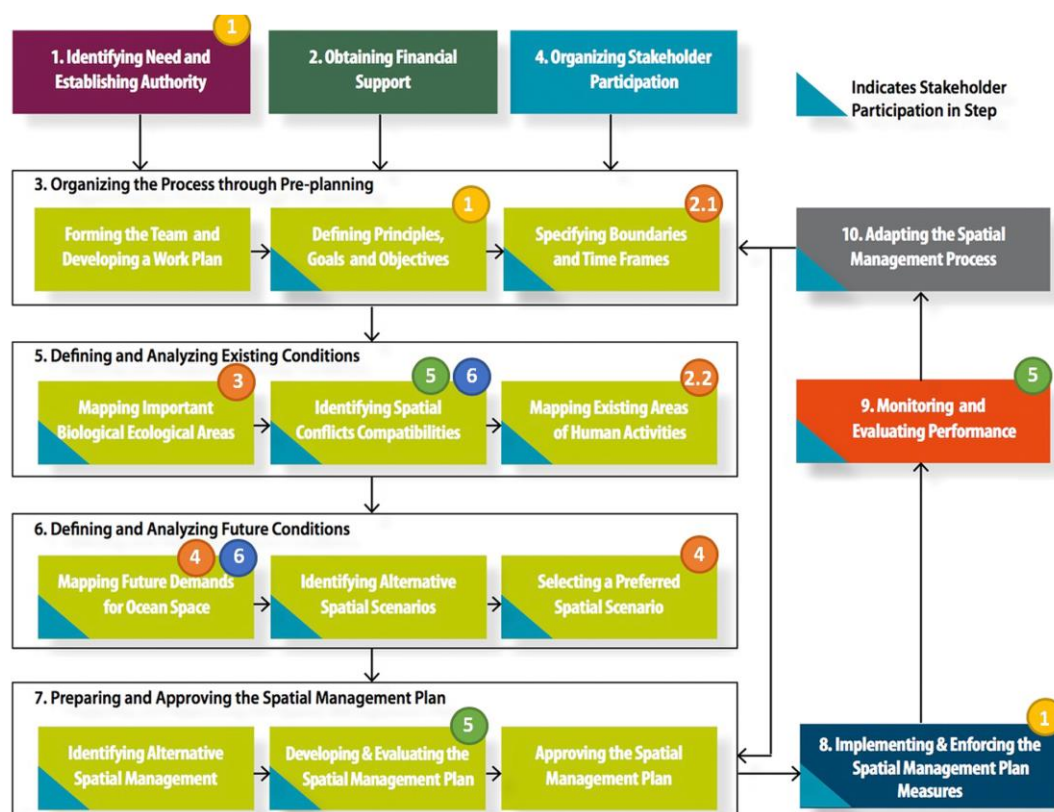 1
1. Identifying Need and
Establishing Authority
2. Obtaining Financial
Support
4. Organizing Stakeholder
Participation
Indicates Stakeholder
Participation in Step
3. Organizing the Process through Pre-planning
1
2.1
Forming the Team and
Developing a Work Plan
Defining Principles,
Goals and Objectives
Specifying Boundaries
and Time Frames
10. Adapting the Spatial
Management Process
5. Defining and Analyzing Existing Conditions
3
5
6
2.2
5
Mapping Important
Biological Ecological Areas
Identifying Spatial
Conflicts Compatibilities
Mapping Existing Areas
of Human Activities
9. Monitoring and
Evaluating Performance
6. Defining and Analyzing Future Conditions
4
6
4
Mapping Future Demands
for Ocean Space
Identifying Alternative
Spatial Scenarios
Selecting a Preferred
Spatial Scenario
7. Preparing and Approving the Spatial Management Plan
5
1
Identifying Alternative
Spatial Management
Developing & Evaluating the
Spatial Management Plan
Approving the Spatial
Management Plan
8. Implementing & Enforcing the
Spatial Management Plan
Measures